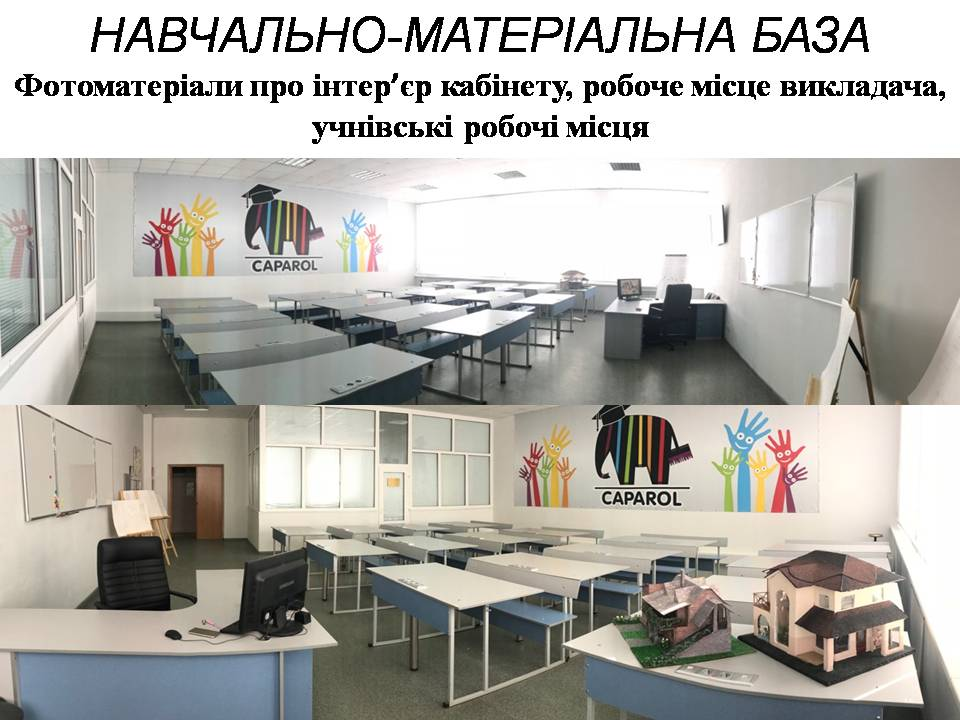 НАВЧАЛЬНО-МАТЕРІАЛЬНА БАЗА
Фотоматеріали про інтер’єр кабінету, робоче місце викладача,
учнівські робочі місця
CAPAROL
CAPAROL